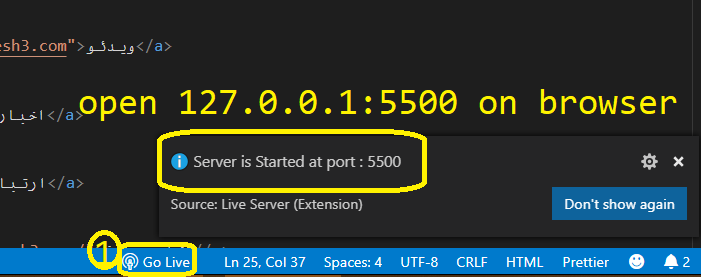 esh3.com">ویدئو</a>
open 127.0.0.1:5500 on browser
اخبار</a>
Server is Started at port : 5500
</a>
Source: Live Server (Extension)
Don't show again
1
Go Live Ln 25, Col 37 Spaces: 4 UTF-8 CRLF HTML Prettier 2